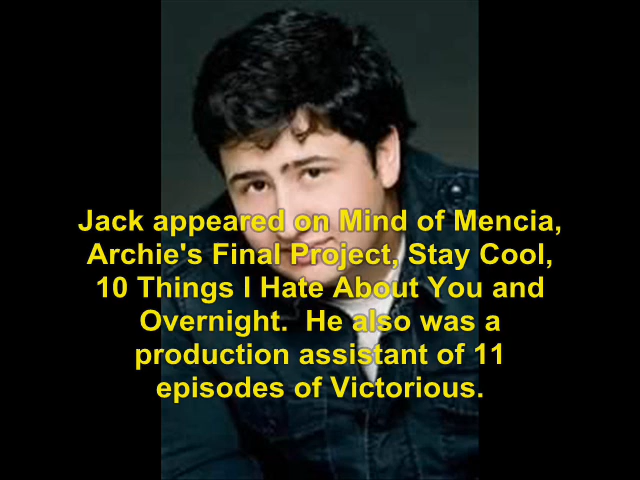 Jack appeared on Mind of Mencia,
Archie's Final Project, Stay Cool,
10 Things I Hate About You and
Overnight.  He also was a
production assistant of 11
episodes of Victorious.